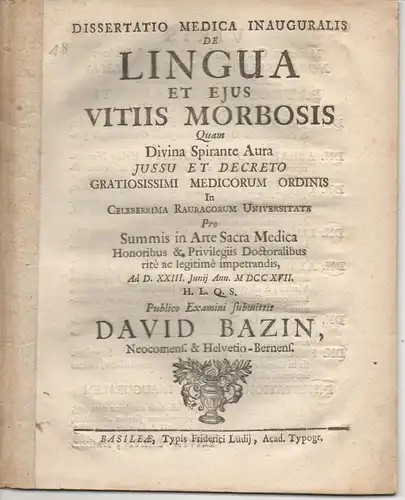 18
DISSERTATIO MEDICA INAUGURALIS
DE
LINGUA
ET EJUS
VITIIS MORBOSIS
Quam
Divina Spirante Aura
JUSSU ET DECRETO
GRATIOSISSIMI MEDICORUM ORDINIS
In
CELEBERRIMA RAURACORUM UNIVERSITATE
Pro
Summis in Arte Sacra Medica
Honoribus & Privilegiis Doctoralibus
ritè ac legitimè impetrandis,
Ad D. XXIII. Junij Ann. MDCCXVII.
H. L. Q. S.
Publico Examini submittit
DAVID BAZIN,
Neocomens. & Helvetio-Bernens.
BASILEÆ, Typis Friderici Ludij, Acad. Typogr.